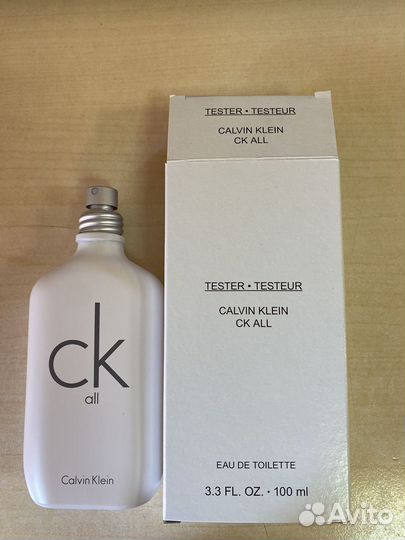 TESTER • TESTEUR
CALVIN KLEIN
CK ALL
TESTER • TESTEUR
CALVIN KLEIN
CK ALL
EAU DE TOILETTE
3.3 FL. OZ. • 100 ml
ck
all
Calvin Klein
Avito